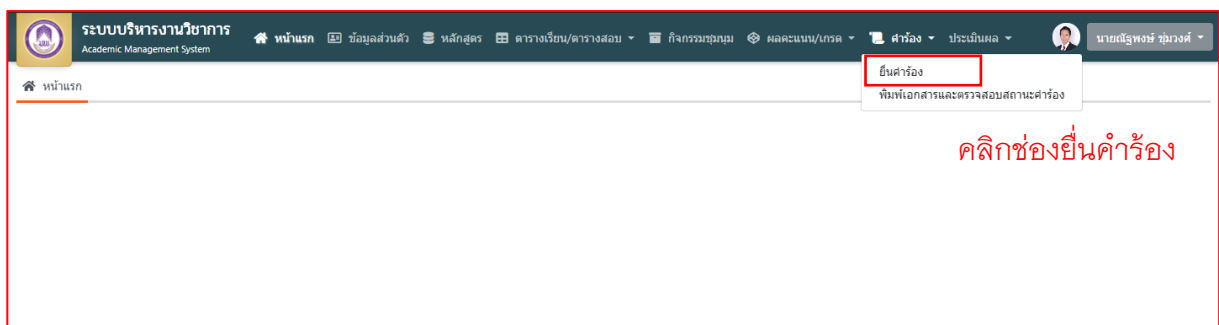 ระบบบริหารงานวิชาการ
Academic Management System
หน้าแรก ข้อมูลส่วนตัว หลักสูตร ตารางเรียน/ตารางสอบ กิจกรรมชุมนุม ผลคะแนน/เกรด คำร้อง ประเมินผล นายณัฐพงษ์ ชุ่มวงศ์
หน้าแรก
ยื่นคำร้อง
พิมพ์เอกสารและตรวจสอบสถานะคำร้อง
คลิกช่องยื่นคำร้อง